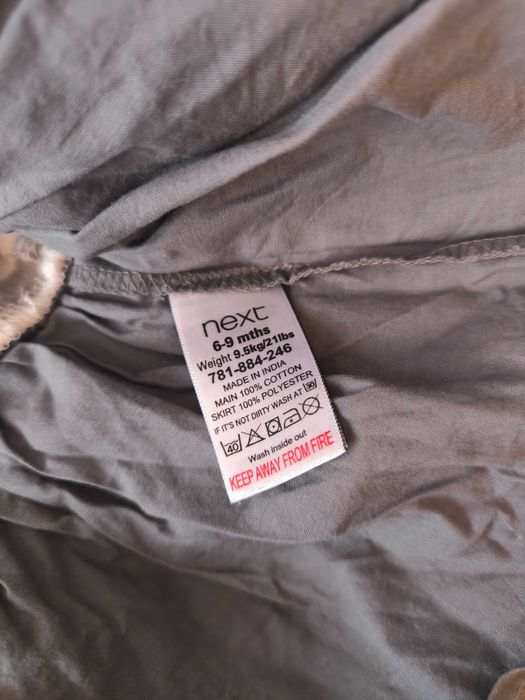 next
6-9 mths
Weight 9.5kg/21lbs
781-884-246
MADE IN INDIA
MAIN 100% COTTON
SKIRT 100% POLYESTER
IF IT'S NOT DIRTY WASH AT 30
40
Wash inside out
KEEP AWAY FROM FIRE